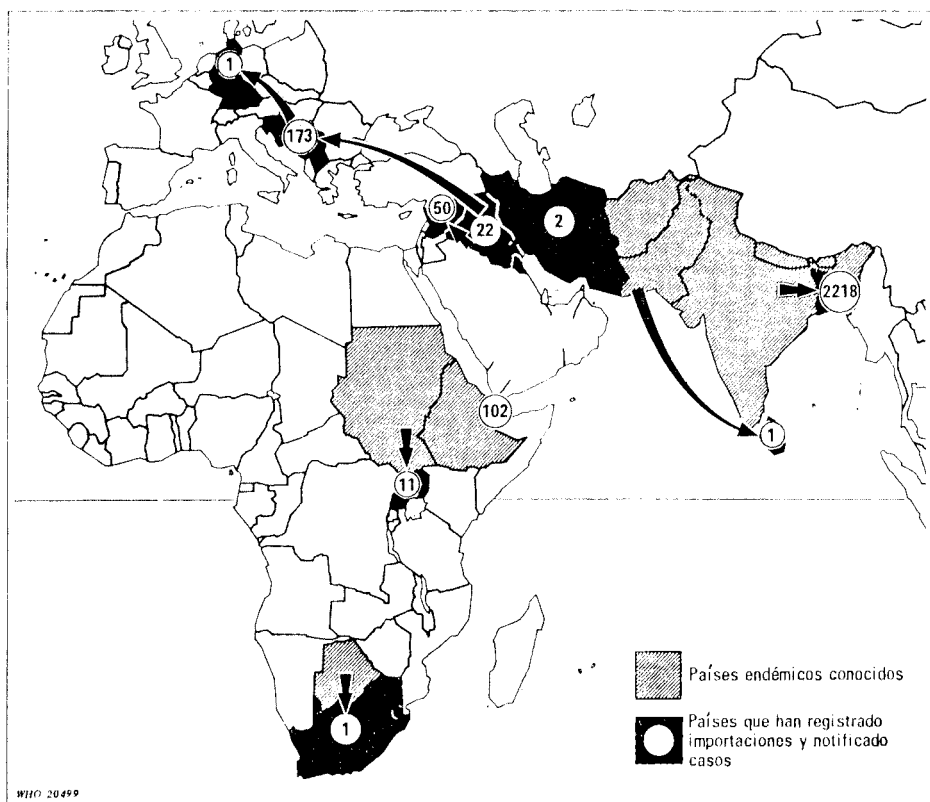 1
173
50
22
2
2218
102
1
11
1
Países endémicos conocidos
Países que han registrado
importaciones y notificado
casos
WHO 20499